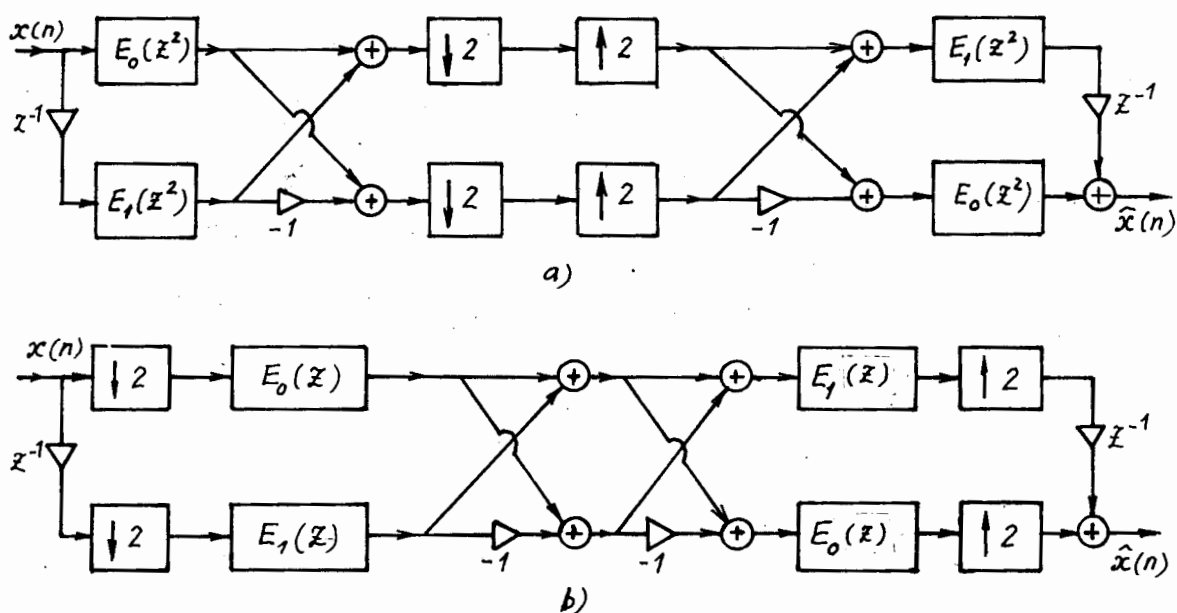 x(n)
E₀(z²)
↓ 2
↑ 2
E₁(z²)
z⁻¹
z⁻¹
E₁(z²)
-1
↓ 2
↑ 2
-1
E₀(z²)
x̂(n)
a)
x(n)
↓ 2
E₀(z)
E₁(z)
↑ 2
z⁻¹
z⁻¹
↓ 2
E₁(z)
-1
-1
E₀(z)
↑ 2
x̂(n)
b)